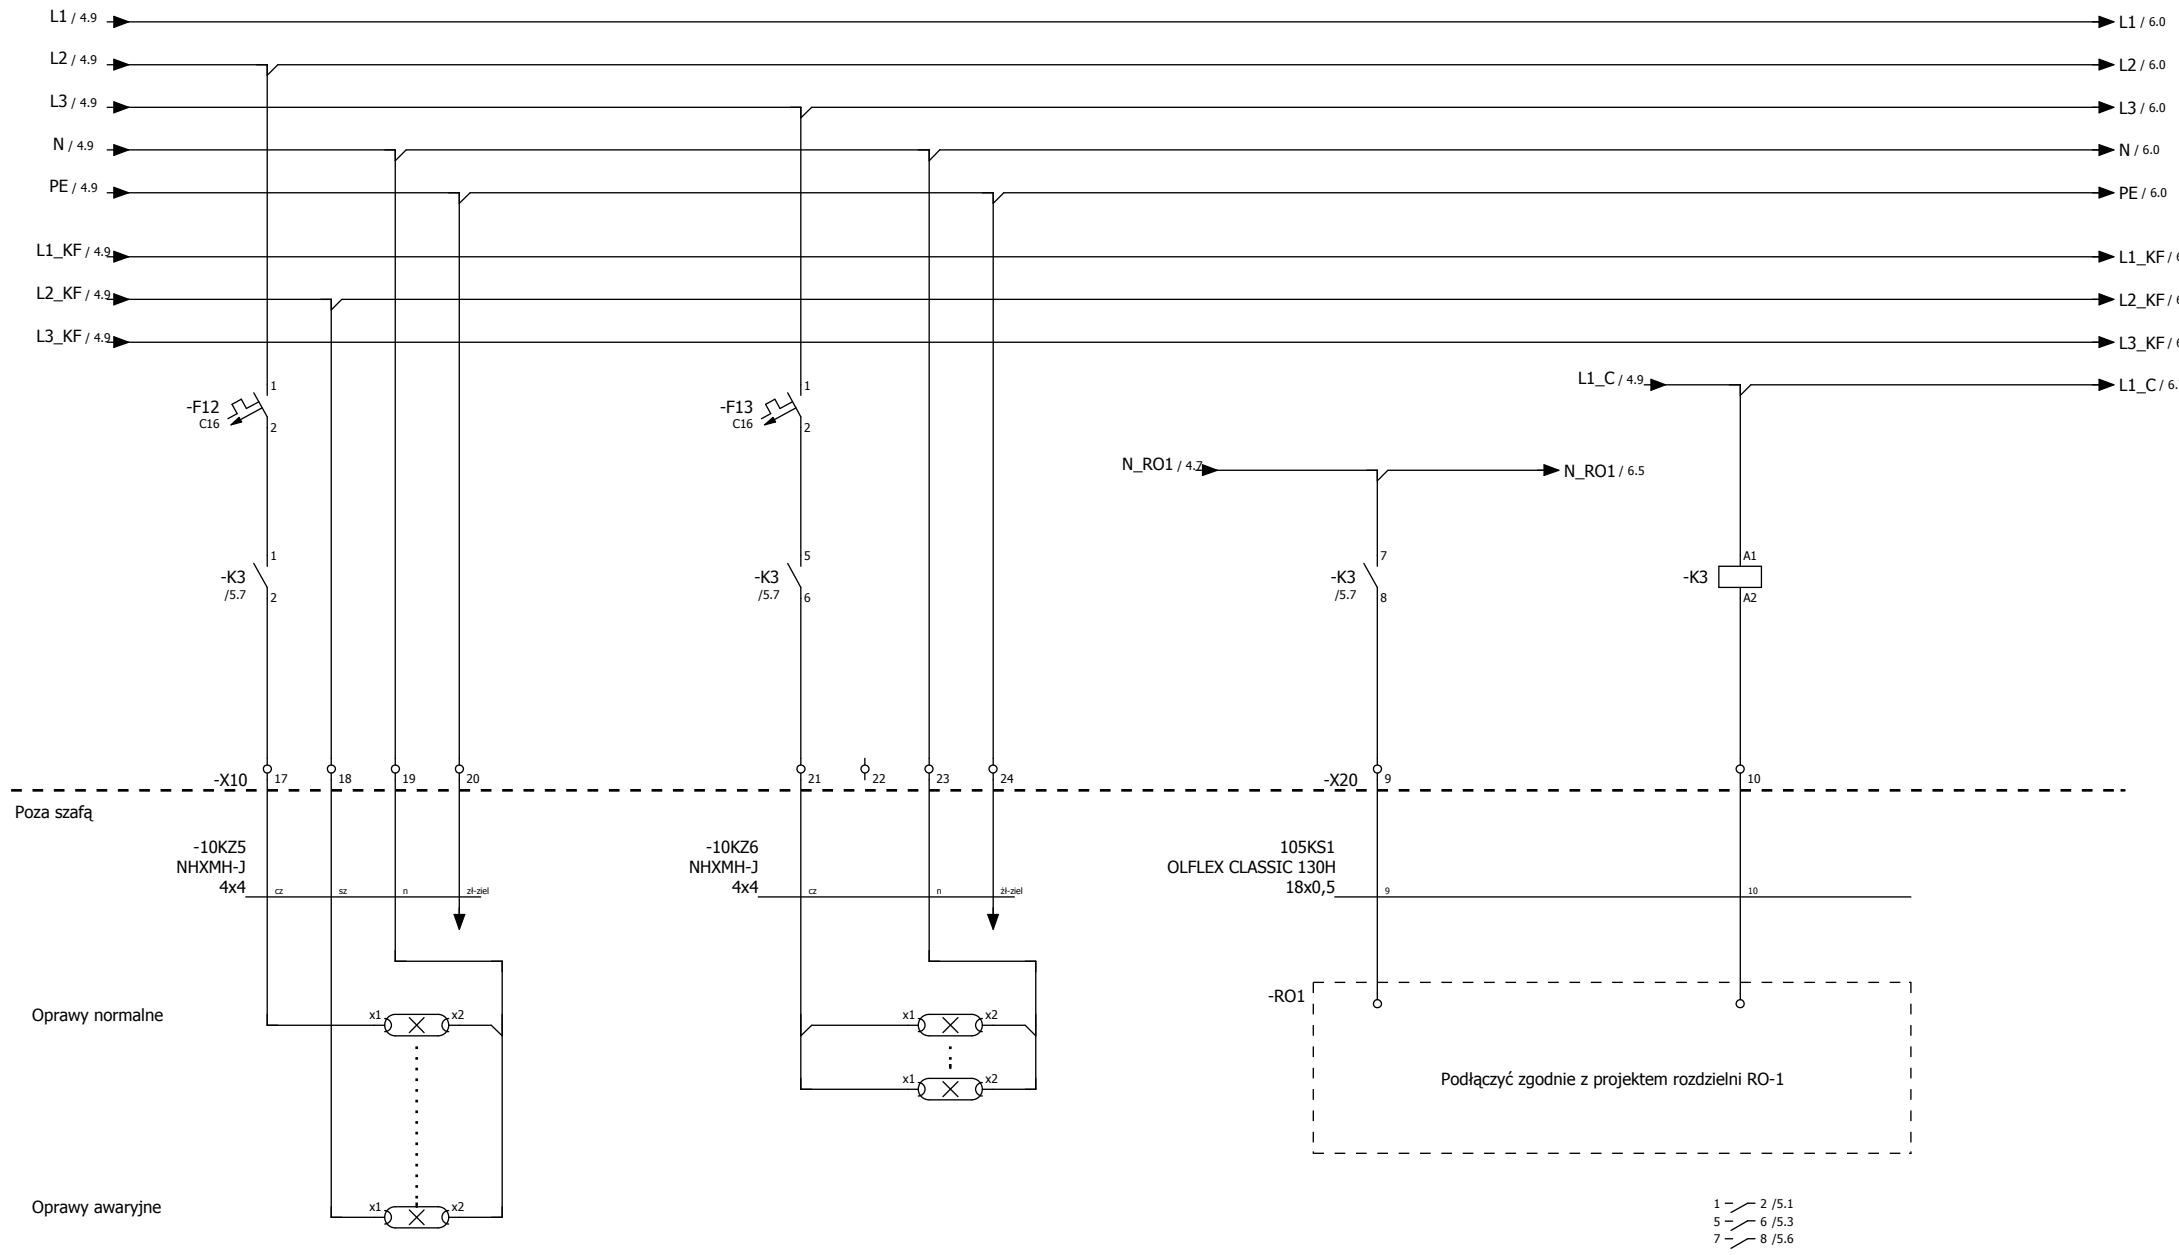 L1 / 4.9
L1 / 6.0
L2 / 4.9
L2 / 6.0
L3 / 4.9
L3 / 6.0
N / 4.9
N / 6.0
PE / 4.9
PE / 6.0
L1_KF / 4.9
L1_KF /
L2_KF / 4.9
L2_KF /
L3_KF / 4.9
L3_KF /
L1_C / 4.9
L1_C / 6.
-F12
C16
1
2
-F13
C16
1
2
N_RO1 / 4.7
N_RO1 / 6.5
-K3
/5.7
1
2
-K3
/5.7
5
6
-K3
/5.7
7
8
-K3
A1
A2
-X10
17
18
19
20
21
22
23
24
-X20
9
10
Poza szafą
-10KZ5
NHXMH-J
4x4
cz
sz
n
zł-ziel
-10KZ6
NHXMH-J
4x4
cz
n
żł-ziel
105KS1
OLFLEX CLASSIC 130H
18x0,5
9
10
Oprawy normalne
x1
x2
x1
x2
x1
x2
-RO1
Podłączyć zgodnie z projektem rozdzielni RO-1
Oprawy awaryjne
x1
x2
1 2 /5.1
5 6 /5.3
7 8 /5.6